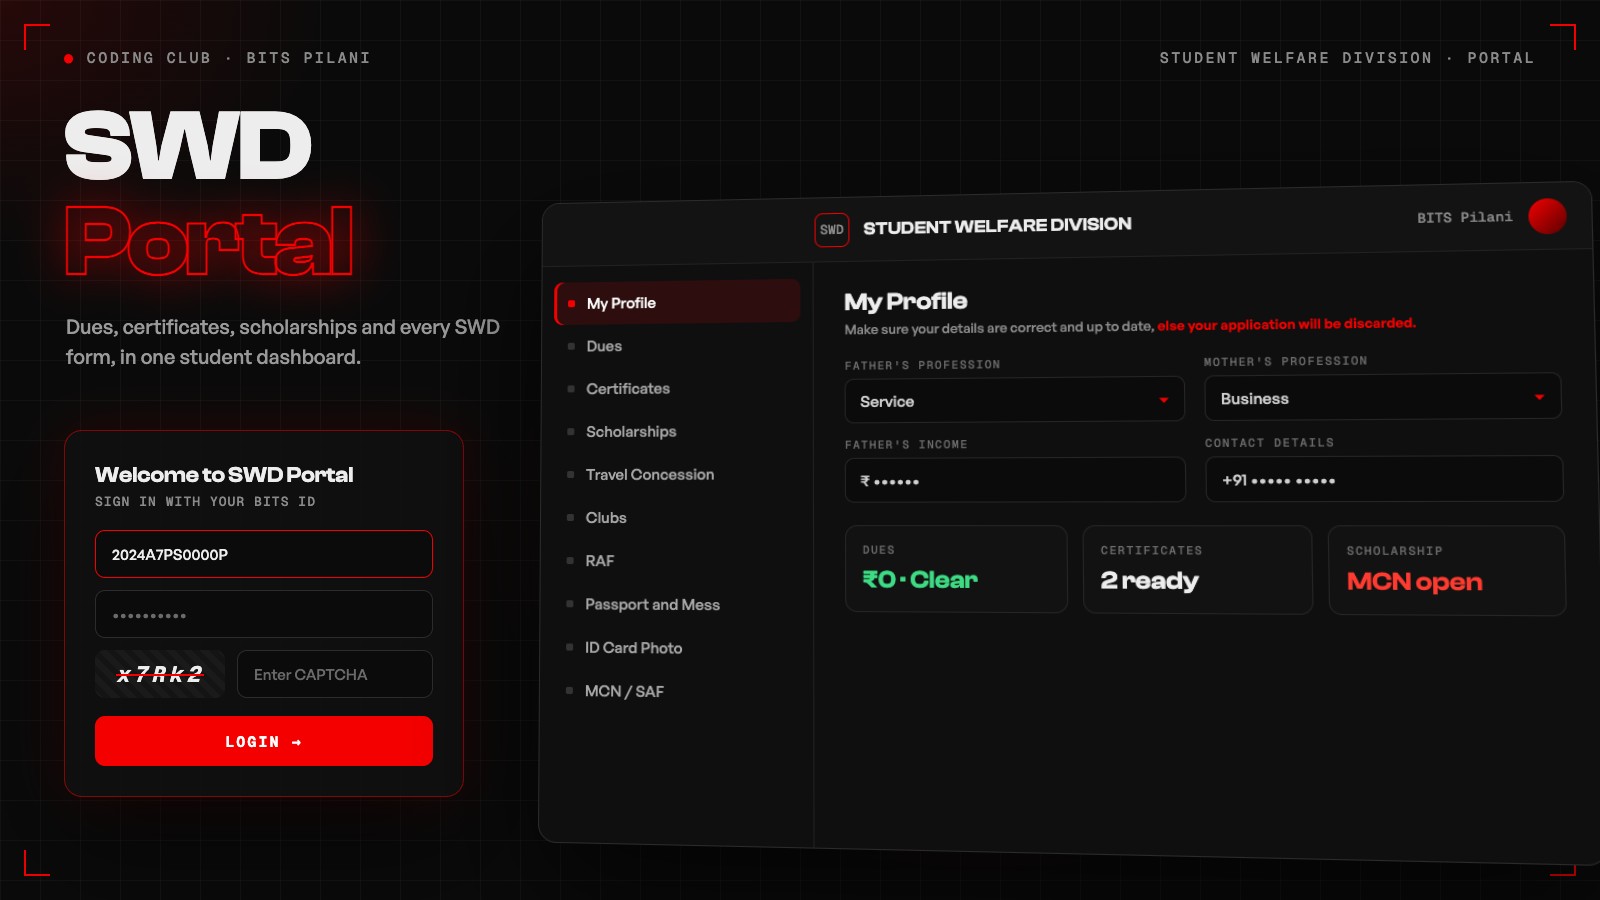 CODING CLUB · BITS PILANI
STUDENT WELFARE DIVISION · PORTAL
SWD
Portal
Dues, certificates, scholarships and every SWD
form, in one student dashboard.
Welcome to SWD Portal
SIGN IN WITH YOUR BITS ID
2024A7PS0000P
••••••••••
x7Rk2
Enter CAPTCHA
LOGIN →
SWD
STUDENT WELFARE DIVISION
BITS Pilani
My Profile
Dues
Certificates
Scholarships
Travel Concession
Clubs
RAF
Passport and Mess
ID Card Photo
MCN / SAF
My Profile
Make sure your details are correct and up to date, else your application will be discarded.
FATHER'S PROFESSION
MOTHER'S PROFESSION
Service
Business
FATHER'S INCOME
CONTACT DETAILS
₹ ••••••
+91 ••••• •••••
DUES
₹0 · Clear
CERTIFICATES
2 ready
SCHOLARSHIP
MCN open